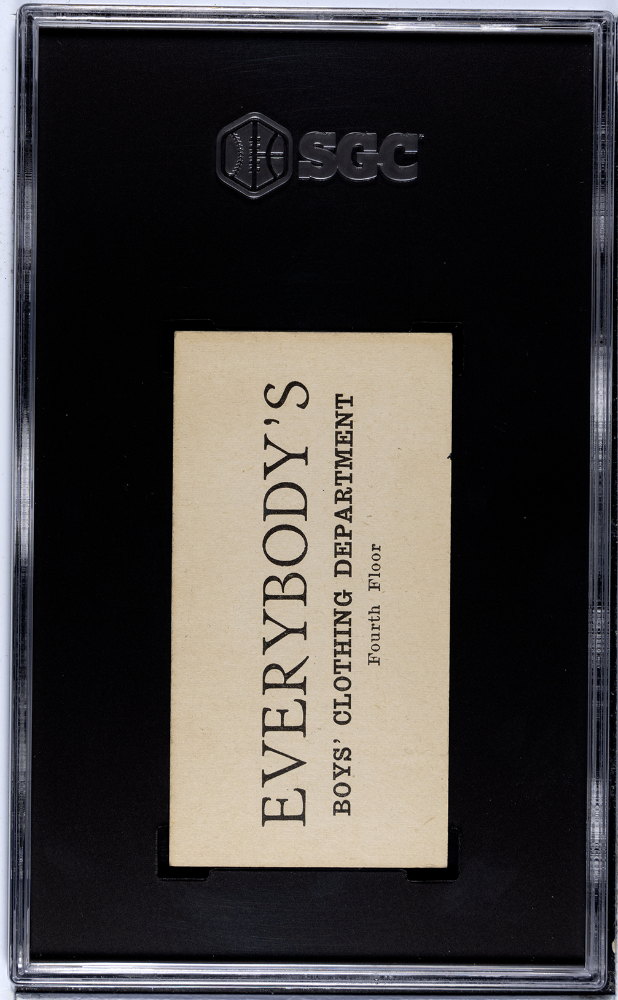 SGC
EVERYBODY'S
BOYS' CLOTHING DEPARTMENT
Fourth Floor